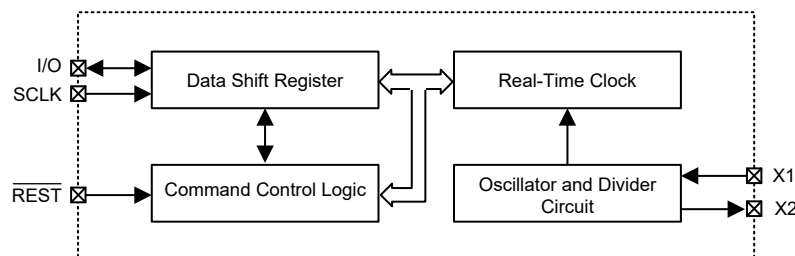 I/O
SCLK
Data Shift Register
Real-Time Clock
REST
Command Control Logic
Oscillator and Divider
Circuit
X1
X2